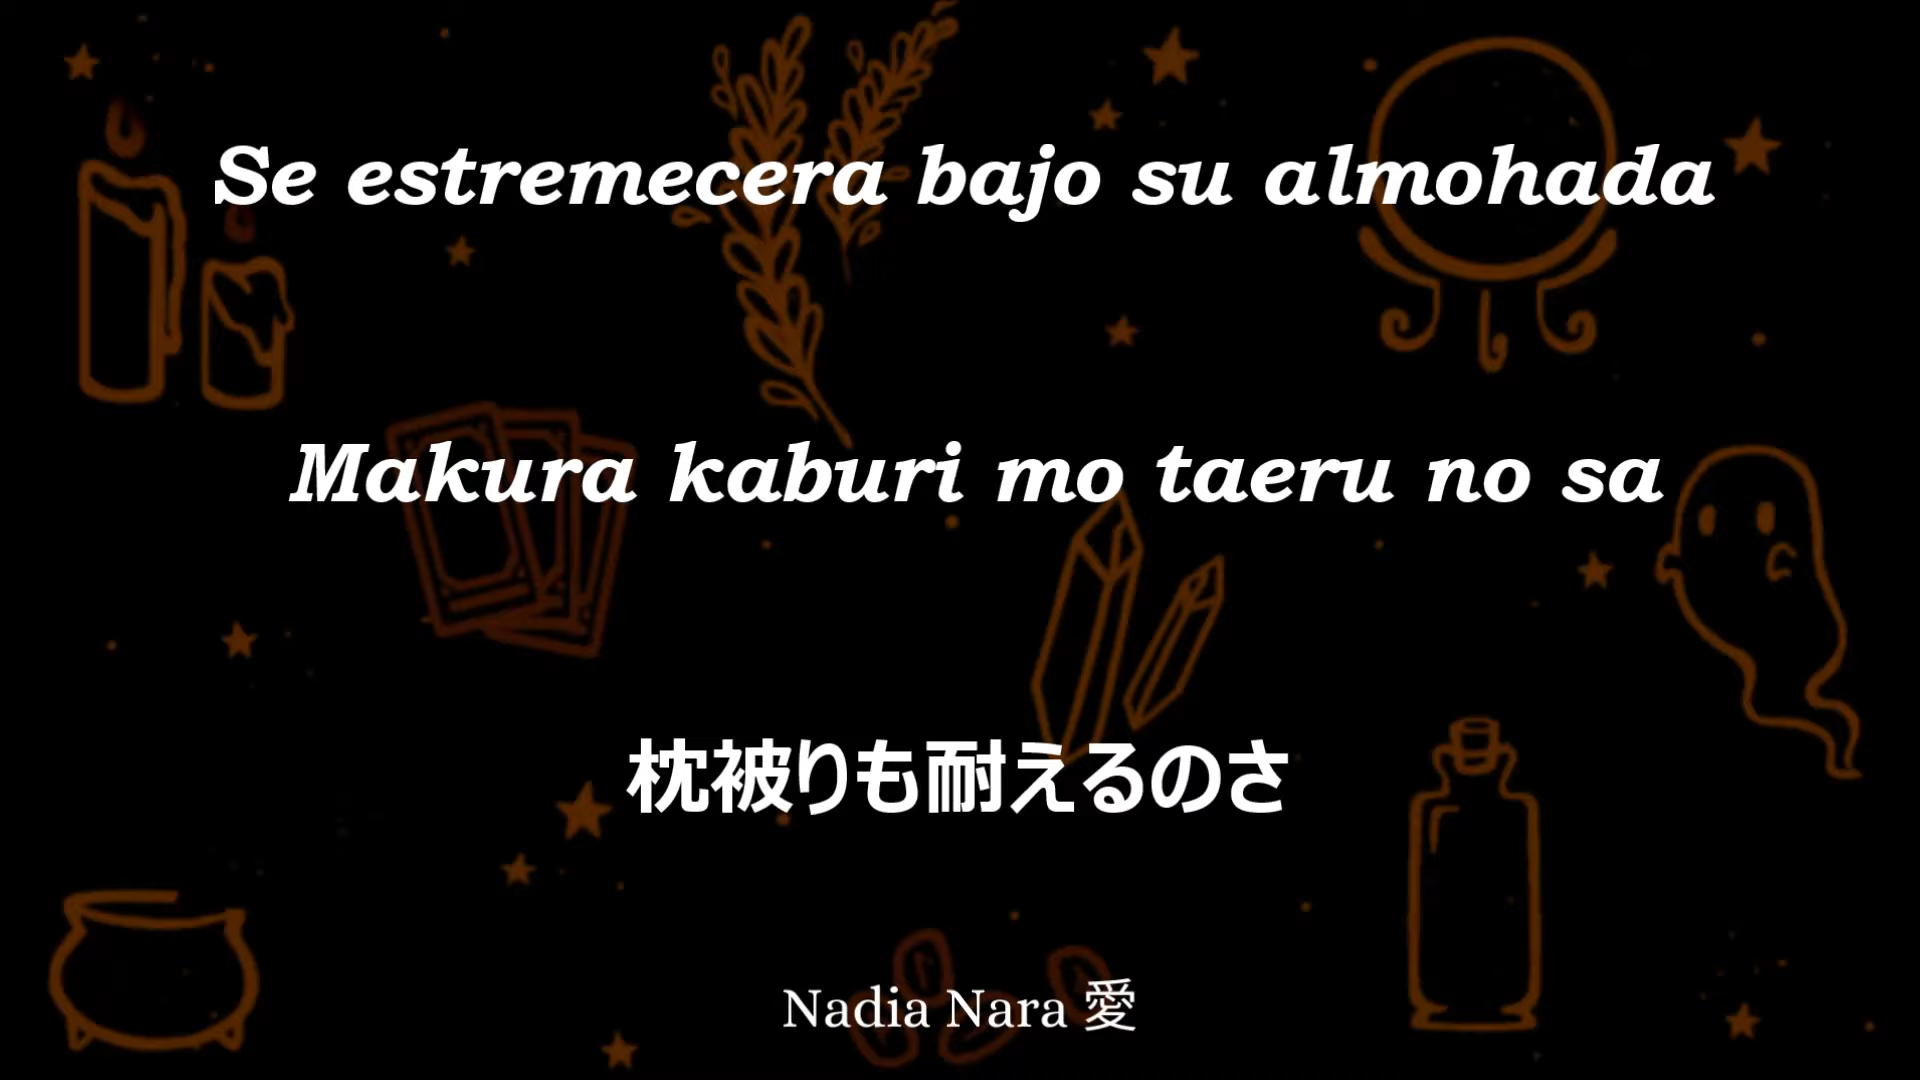 Se estremecera bajo su almohada
Makura kaburi mo taeru no sa
枕被りも耐えるのさ
Nadia Nara 愛